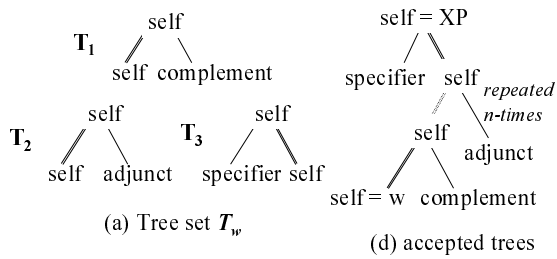 self
T1
self complement
self
T2
self adjunct
self
T3
specifier self
(a) Tree set Tw
self = XP
specifier self
repeated
n-times
self
adjunct
self = w complement
(d) accepted trees